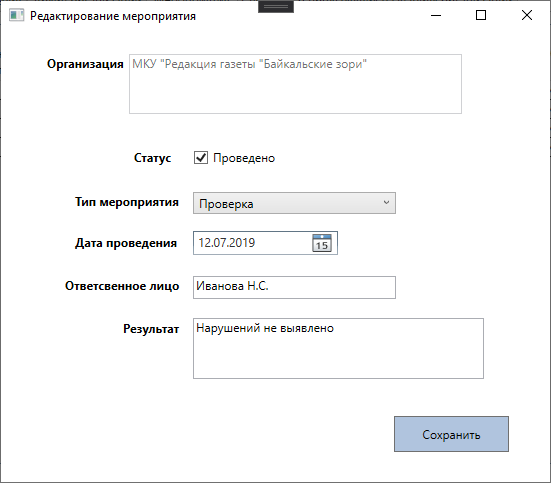 Редактирование мероприятия
Организация МКУ "Редакция газеты "Байкальские зори"
Статус Проведено
Тип мероприятия Проверка
Дата проведения 12.07.2019 15
Ответсвенное лицо Иванова Н.С.
Результат Нарушений не выявлено
Сохранить